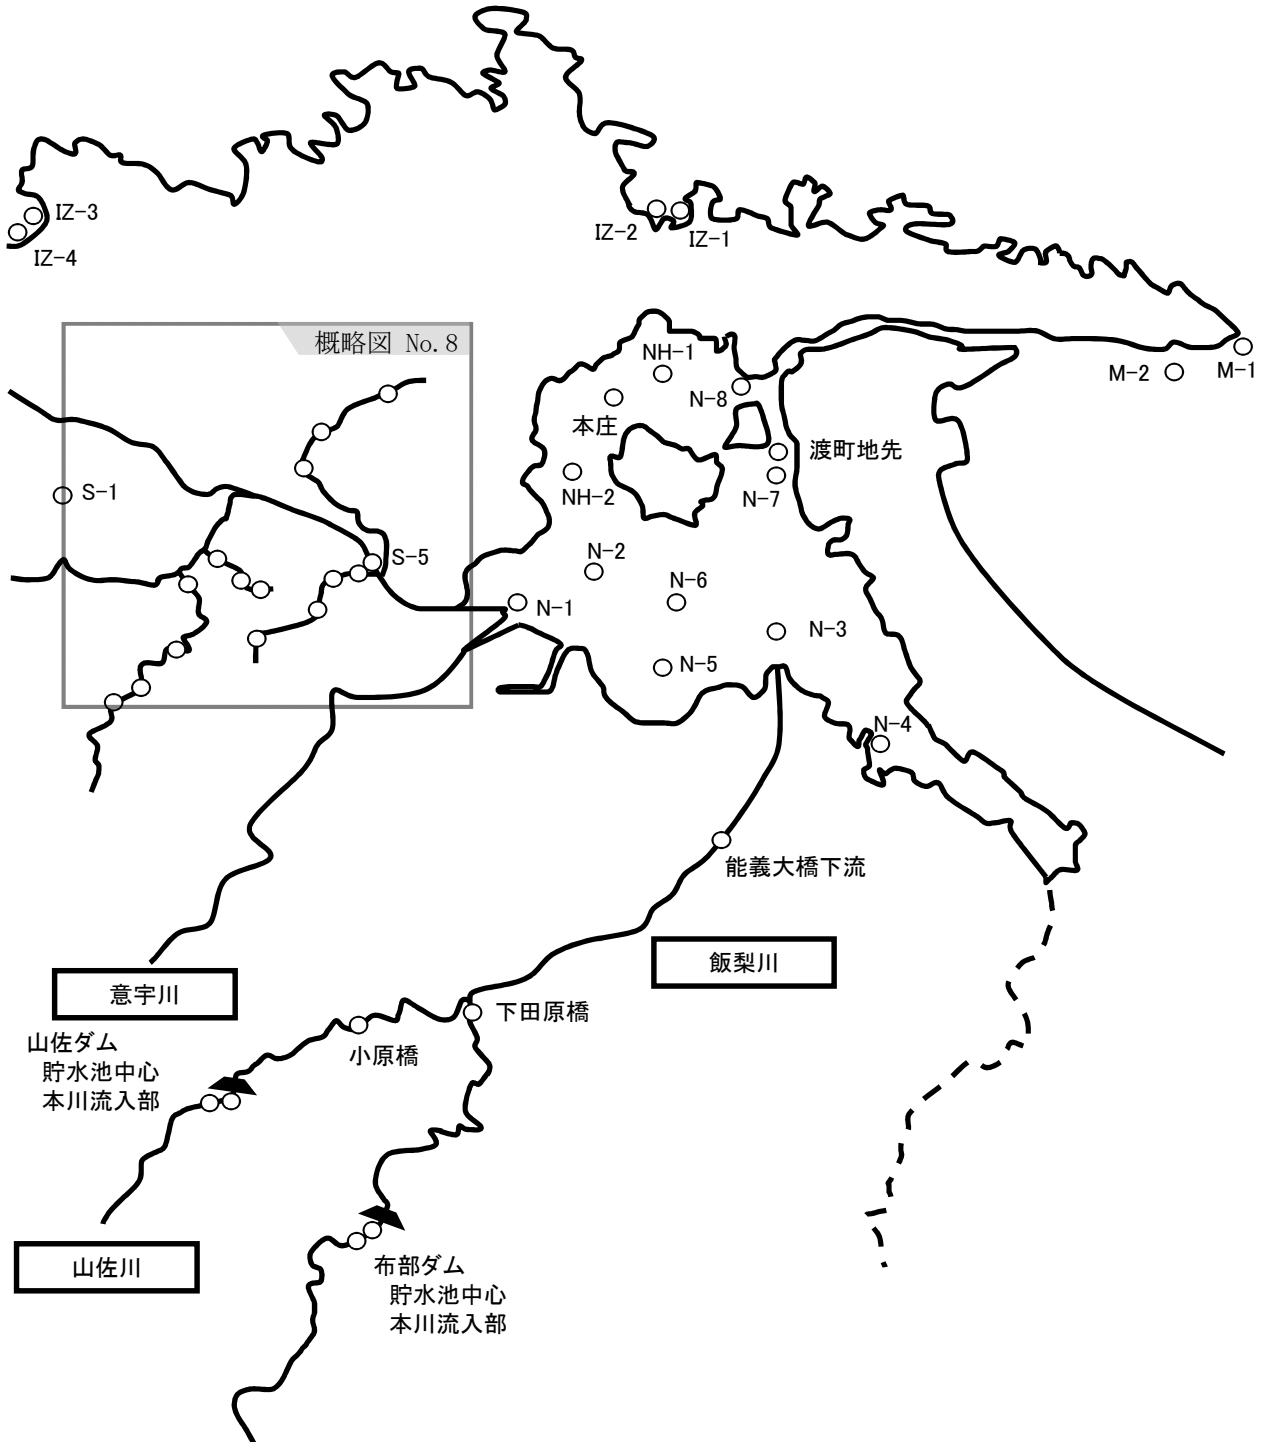 IZ-3
IZ-4
IZ-2
IZ-1
概略図 No.8
NH-1
N-8
M-2
M-1
本庄
渡町地先
S-1
NH-2
N-7
S-5
N-2
N-6
N-1
N-3
N-5
N-4
能義大橋下流
飯梨川
意宇川
下田原橋
小原橋
山佐ダム
貯水池中心
本川流入部
山佐川
布部ダム
貯水池中心
本川流入部